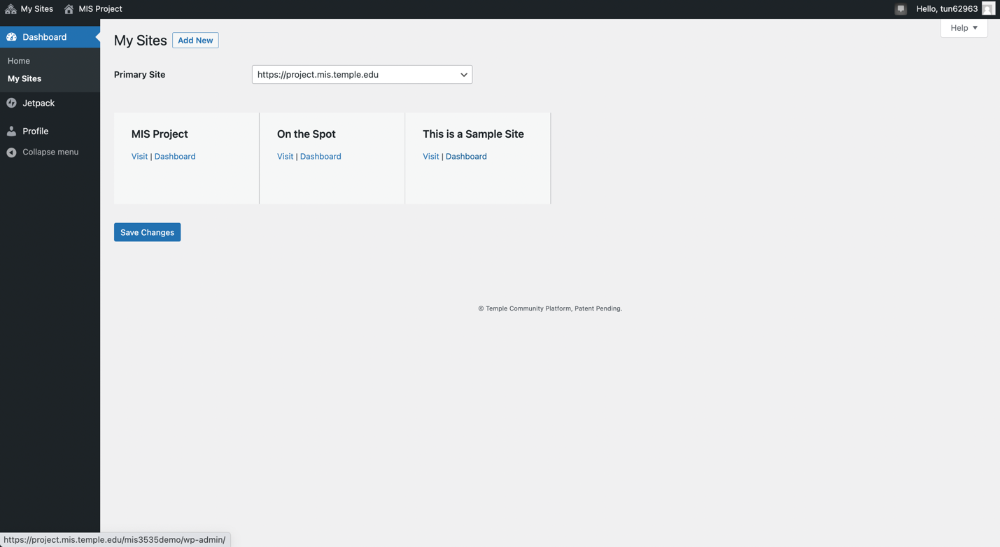 My Sites MIS Project Hello, tun62963
Dashboard
Home
My Sites
Jetpack
Profile
Collapse menu
Help ▼
My Sites Add New
Primary Site https://project.mis.temple.edu
MIS Project
Visit | Dashboard
On the Spot
Visit | Dashboard
This is a Sample Site
Visit | Dashboard
Save Changes
© Temple Community Platform, Patent Pending.
https://project.mis.temple.edu/mis3535demo/wp-admin/